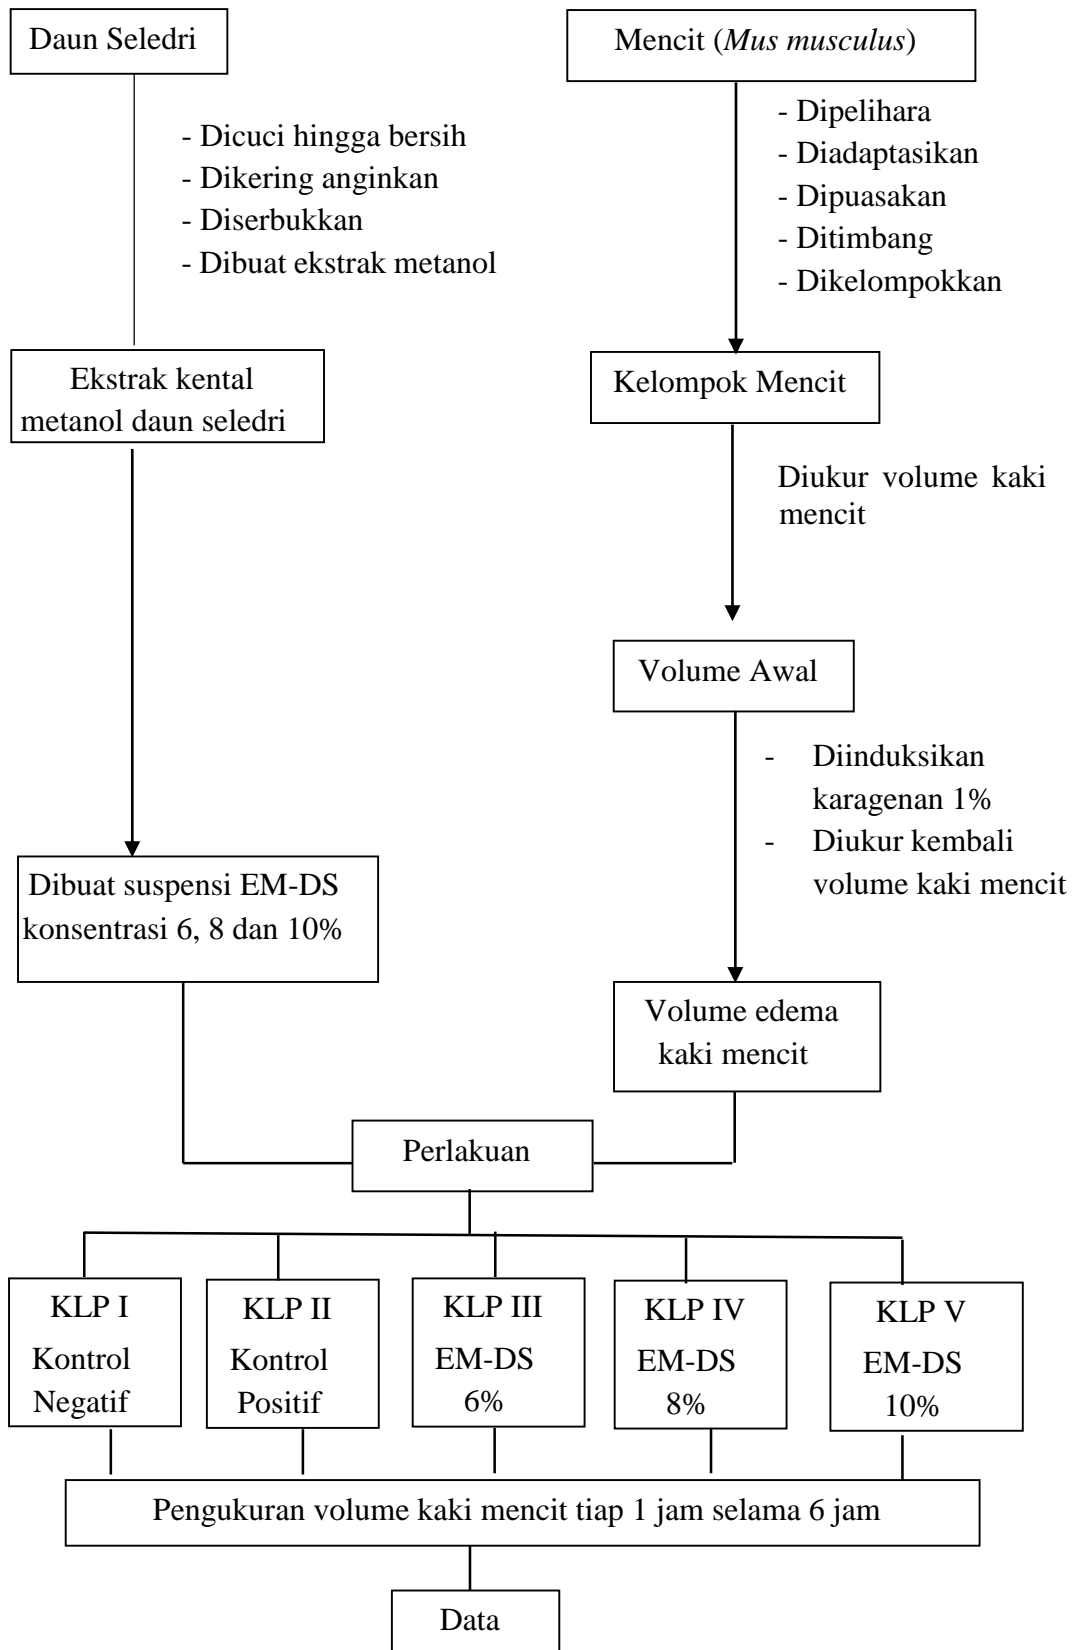 Daun Seledri
- Dicuci hingga bersih
- Dikering anginkan
- Diserbukkan
- Dibuat ekstrak metanol
Ekstrak kental
metanol daun seledri
Dibuat suspensi EM-DS
konsentrasi 6, 8 dan 10%
Mencit (Mus musculus)
- Dipelihara
- Diadaptasikan
- Dipuasakan
- Ditimbang
- Dikelompokkan
Kelompok Mencit
Diukur volume kaki
mencit
Volume Awal
- Diinduksikan
karagenan 1%
- Diukur kembali
volume kaki mencit
Volume edema
kaki mencit
Perlakuan
KLP I
Kontrol
Negatif
KLP II
Kontrol
Positif
KLP III
EM-DS
6%
KLP IV
EM-DS
8%
KLP V
EM-DS
10%
Pengukuran volume kaki mencit tiap 1 jam selama 6 jam
Data